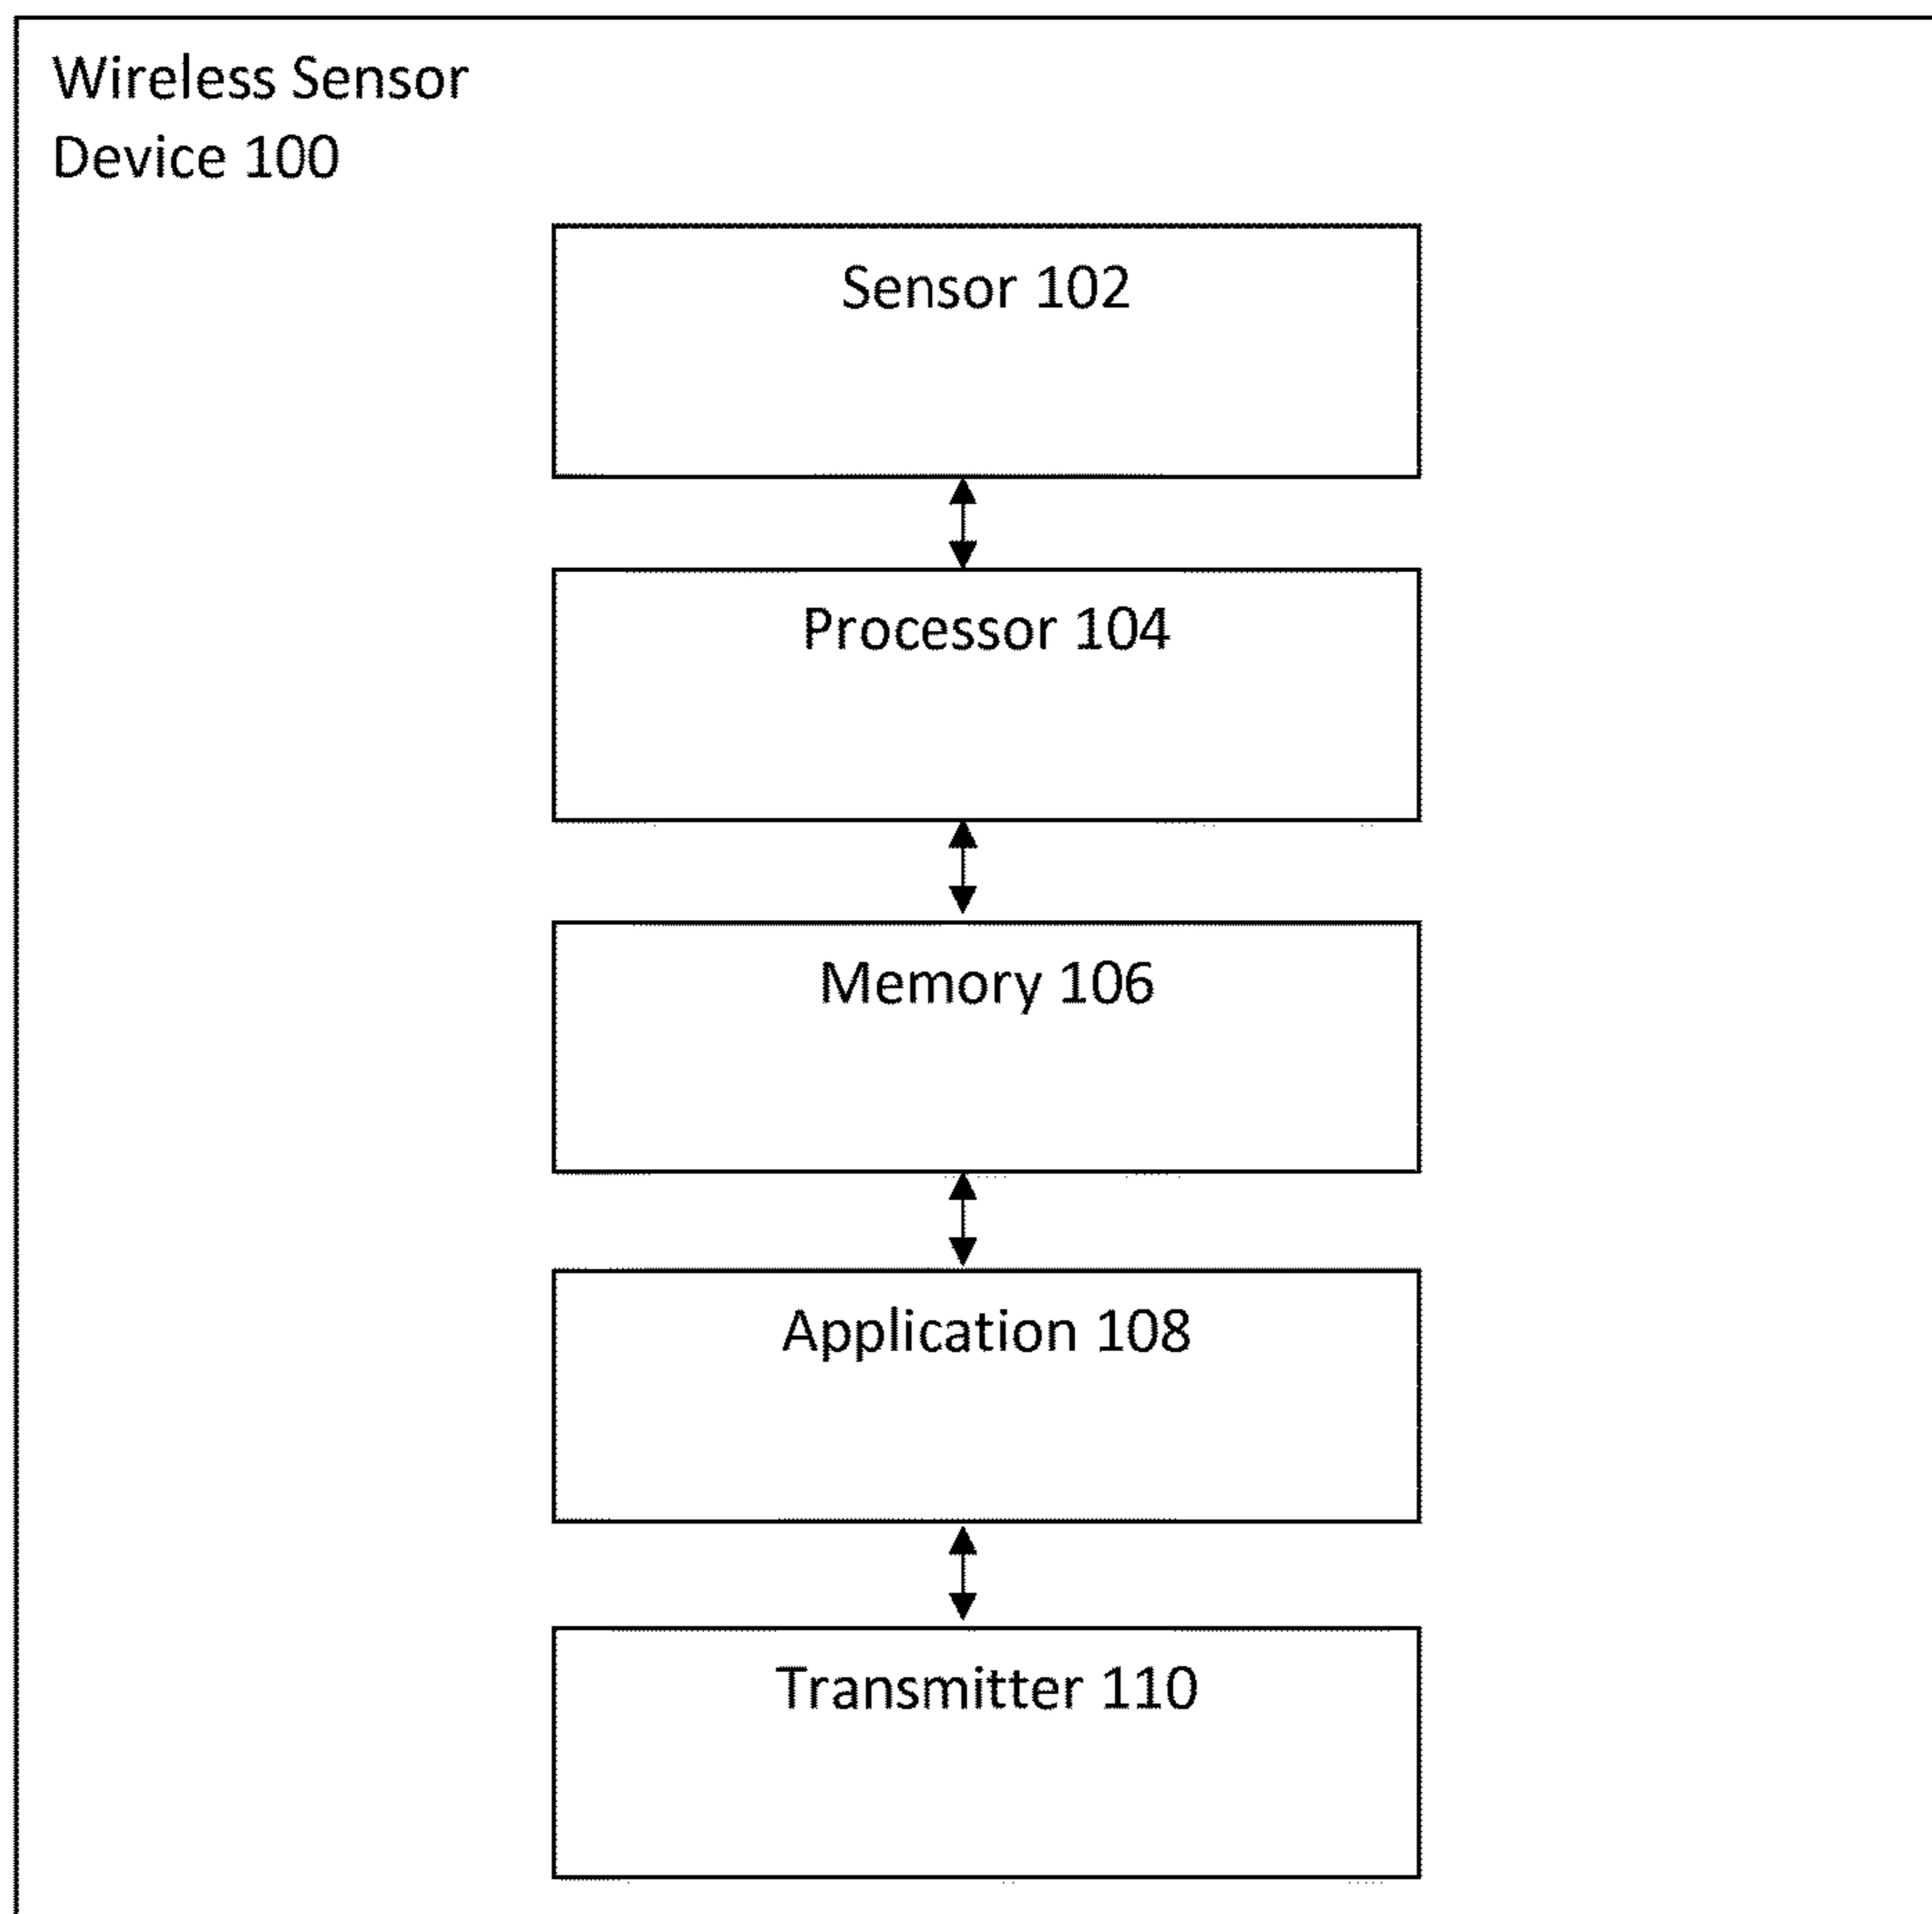 Wireless Sensor
Device 100
Sensor 102
Processor 104
Memory 106
Application 108
Transmitter 110